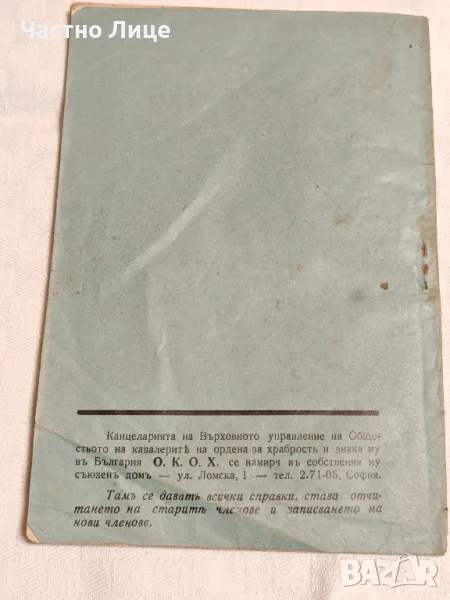 Частно Лице
Канцеларията на Върховното управление на Обще-
ството на кавалеритѣ на ордена за храбрость и знака му
въ България О. К. О. Х. се намира въ собствения му
съюзенъ домъ — ул. Ломска, 1 — тел. 2.71-05, София.
Тамъ се даватъ всички справки, става отчи-
тането на старитѣ членове и записването на
нови членове.
BAZAR